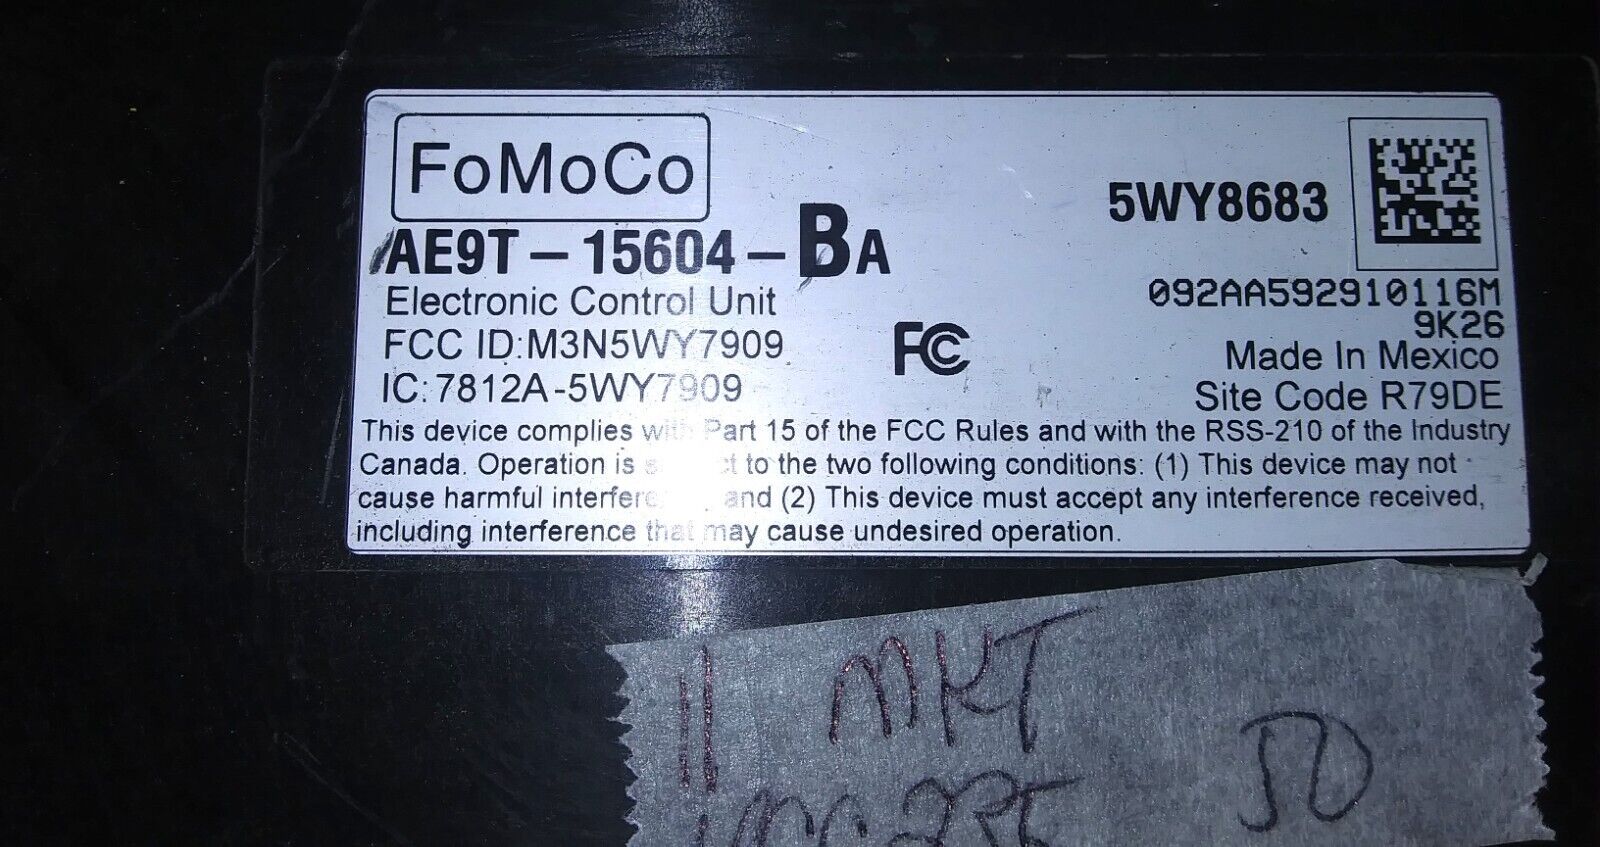 FoMoCo
AE9T-15604-BA
Electronic Control Unit
FCC ID:M3N5WY7909
IC:7812A-5WY7909
FC
5WY8683
092AA592910116M
9K26
Made In Mexico
Site Code R79DE
This device complies with Part 15 of the FCC Rules and with the RSS-210 of the Industry
Canada. Operation is to the two following conditions: (1) This device may not
cause harmful interference, and (2) This device must accept any interference received,
including interference that may cause undesired operation.
11 MKT
50